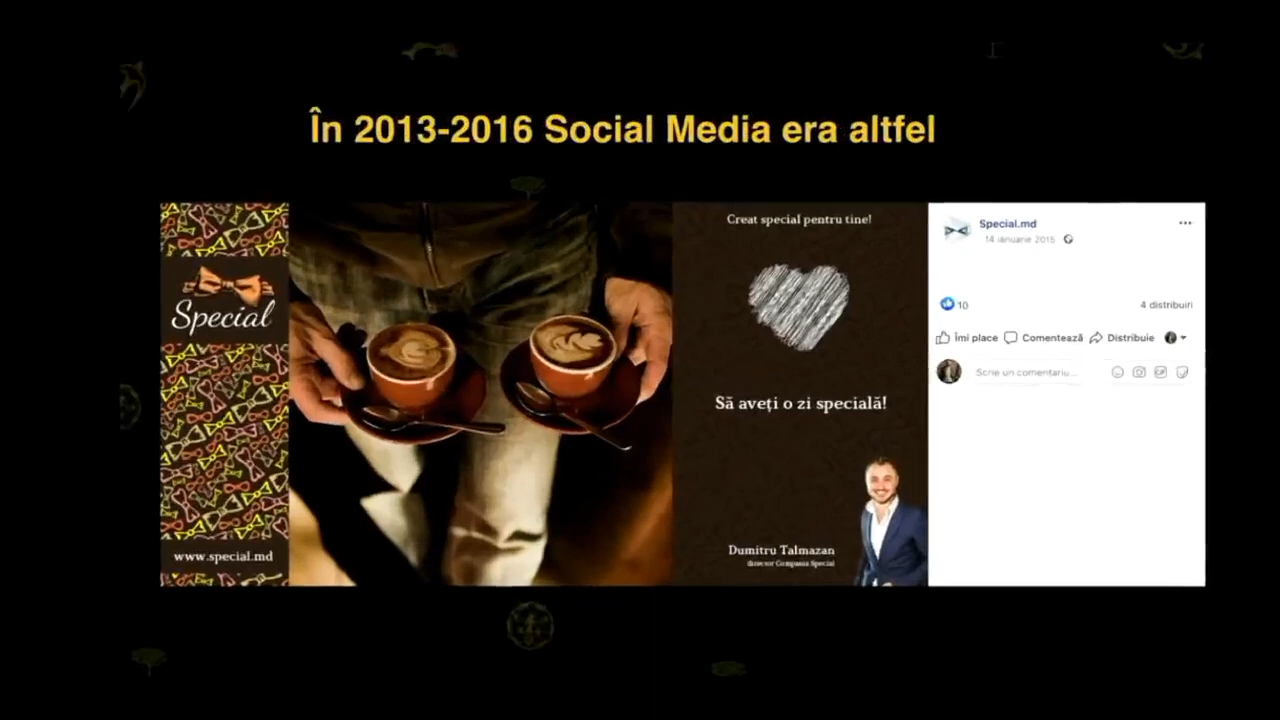 În 2013-2016 Social Media era altfel
Special
www.special.md
Creat special pentru tine!
Să aveți o zi specială!
Dumitru Talmazan
director Compania Special
Special.md
14 ianuarie 2015
10
4 distribuiri
Îmi place Comentează Distribuie
Scrie un comentariu...
GIF